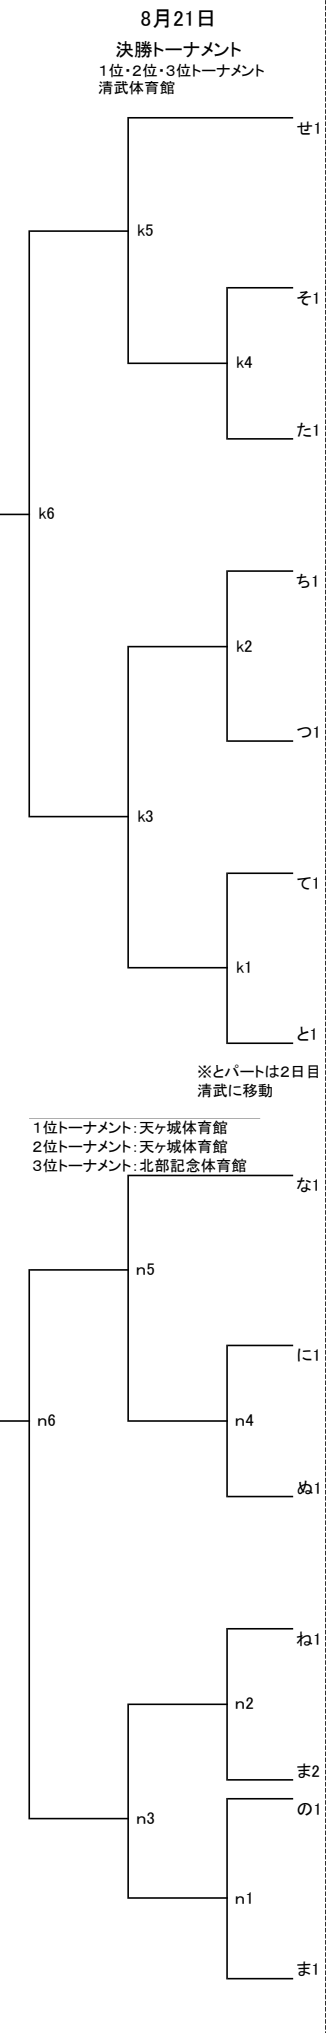 8月21日
決勝トーナメント
1位・2位・3位トーナメント
清武体育館
せ1
k5
そ1
k4
た1
k6
ち1
k2
つ1
k3
て1
k1
と1
※とパートは2日目
清武に移動
1位トーナメント:天ヶ城体育館
2位トーナメント:天ヶ城体育館
3位トーナメント:北部記念体育館
な1
n5
に1
n4
n6
ぬ1
ね1
n2
ま2
の1
n3
n1
ま1